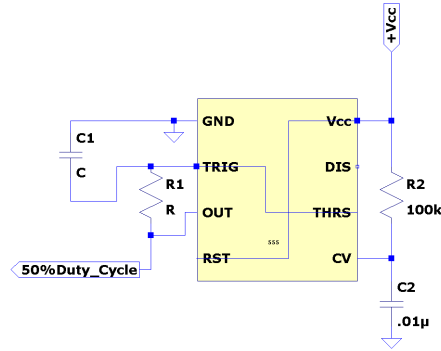 +Vcc
C1
C
GND
Vcc
TRIG
DIS
R1
R
R2
100k
OUT
THRS
555
RST
CV
50%Duty_Cycle
C2
.01µ